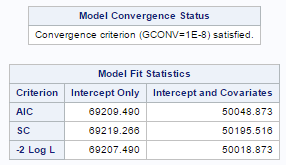 Model Convergence Status
Convergence criterion (GCONV=1E-8) satisfied.
Model Fit Statistics
Criterion Intercept Only Intercept and Covariates
AIC 69209.490 50048.873
SC 69219.266 50195.516
-2 Log L 69207.490 50018.873